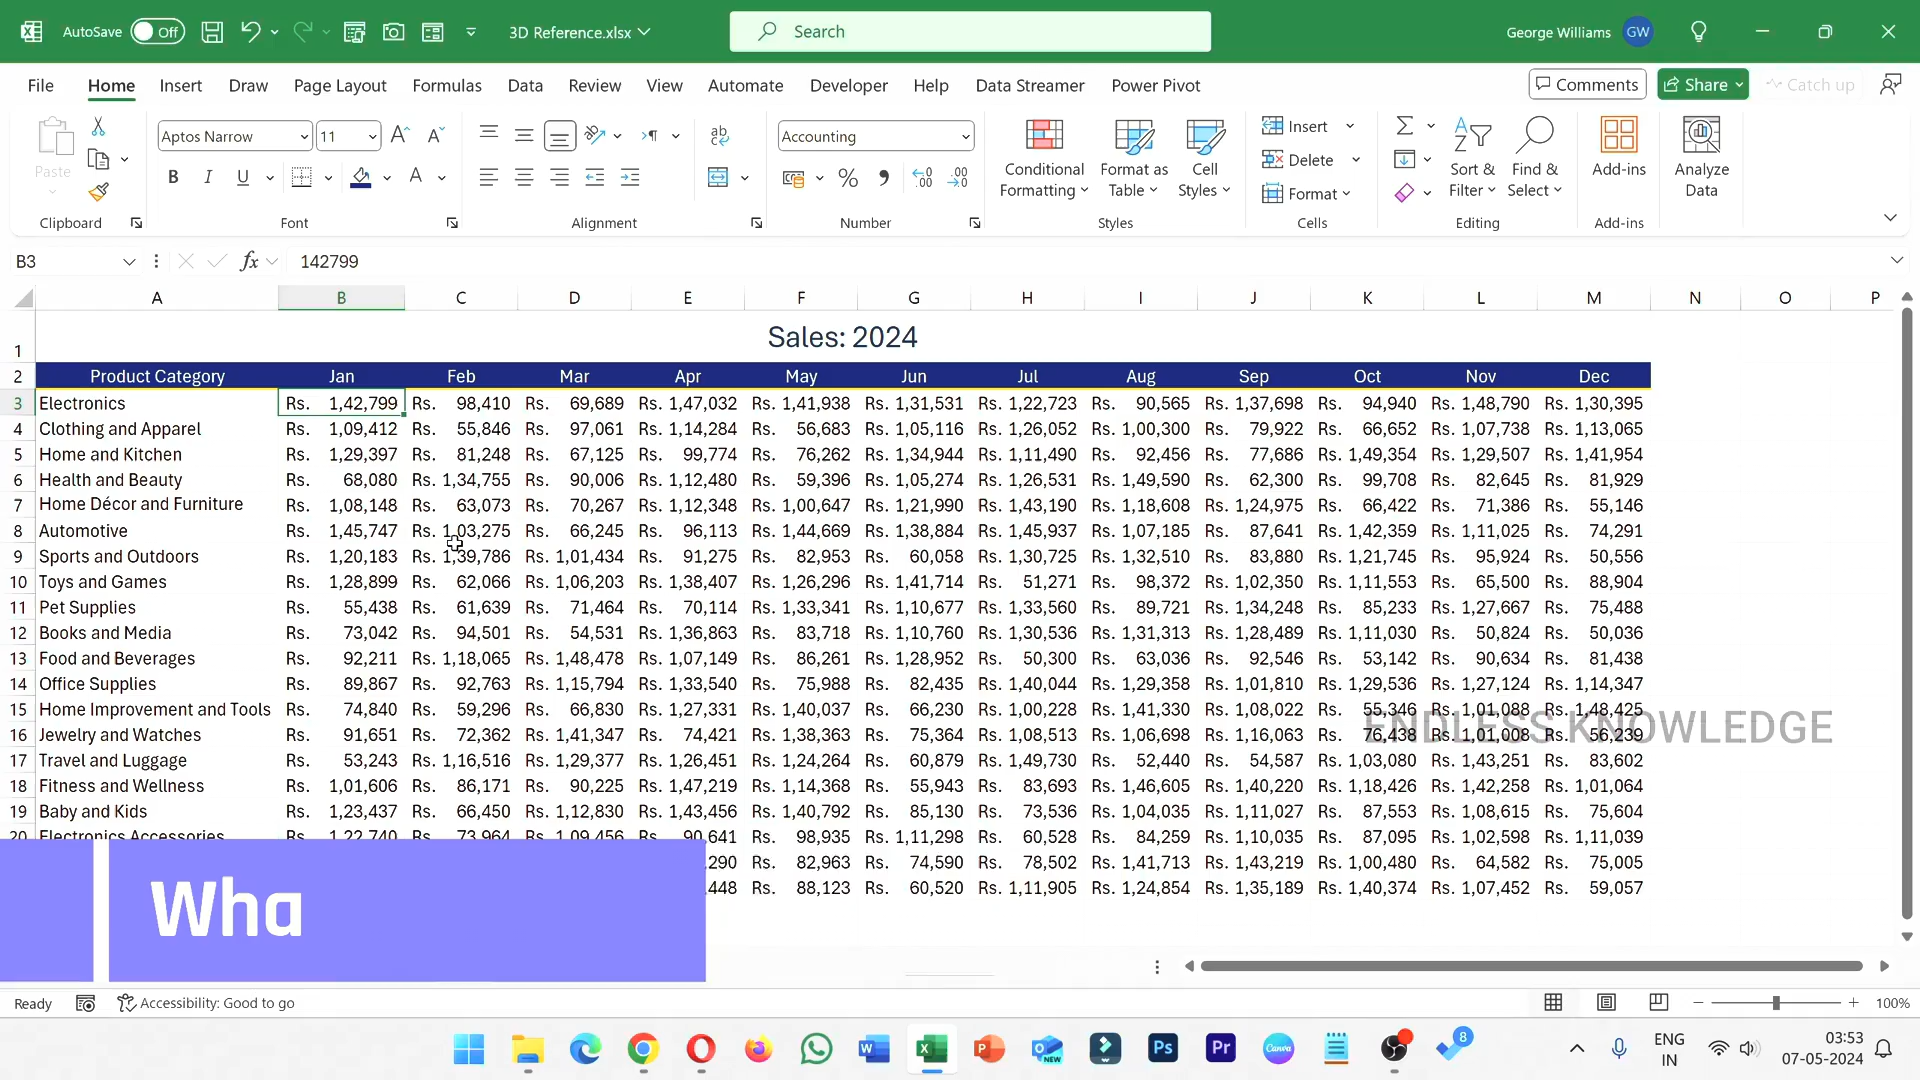 AutoSave Off 3D Reference.xlsx Search George Williams GW
File Home Insert Draw Page Layout Formulas Data Review View Automate Developer Help Data Streamer Power Pivot Comments Share Catch up
Paste Aptos Narrow 11 Accounting Conditional Formatting Format as Table Cell Styles Insert Delete Format Sort & Filter Find & Select Add-ins Analyze Data
Clipboard Font Alignment Number Styles Cells Editing Add-ins
B3 fx 142799
A B C D E F G H I J K L M N O P
1 Sales: 2024
2 Product Category Jan Feb Mar Apr May Jun Jul Aug Sep Oct Nov Dec
3 Electronics Rs. 1,42,799 Rs. 98,410 Rs. 69,689 Rs. 1,47,032 Rs. 1,41,938 Rs. 1,31,531 Rs. 1,22,723 Rs. 90,565 Rs. 1,37,698 Rs. 94,940 Rs. 1,48,790 Rs. 1,30,395
4 Clothing and Apparel Rs. 1,09,412 Rs. 55,846 Rs. 97,061 Rs. 1,14,284 Rs. 56,683 Rs. 1,05,116 Rs. 1,26,052 Rs. 1,00,300 Rs. 79,922 Rs. 66,652 Rs. 1,07,738 Rs. 1,13,065
5 Home and Kitchen Rs. 1,29,397 Rs. 81,248 Rs. 67,125 Rs. 99,774 Rs. 76,262 Rs. 1,34,944 Rs. 1,11,490 Rs. 92,456 Rs. 77,686 Rs. 1,49,354 Rs. 1,29,507 Rs. 1,41,954
6 Health and Beauty Rs. 68,080 Rs. 1,34,755 Rs. 90,006 Rs. 1,12,480 Rs. 59,396 Rs. 1,05,274 Rs. 1,26,531 Rs. 1,49,590 Rs. 62,300 Rs. 99,708 Rs. 82,645 Rs. 81,929
7 Home Décor and Furniture Rs. 1,08,148 Rs. 63,073 Rs. 70,267 Rs. 1,12,348 Rs. 1,00,647 Rs. 1,21,990 Rs. 1,43,190 Rs. 1,18,608 Rs. 1,24,975 Rs. 66,422 Rs. 71,386 Rs. 55,146
8 Automotive Rs. 1,45,747 Rs. 1,03,275 Rs. 66,245 Rs. 96,113 Rs. 1,44,669 Rs. 1,38,884 Rs. 1,45,937 Rs. 1,07,185 Rs. 87,641 Rs. 1,42,359 Rs. 1,11,025 Rs. 74,291
9 Sports and Outdoors Rs. 1,20,183 Rs. 1,39,786 Rs. 1,01,434 Rs. 91,275 Rs. 82,953 Rs. 60,058 Rs. 1,30,725 Rs. 1,32,510 Rs. 83,880 Rs. 1,21,745 Rs. 95,924 Rs. 50,556
10 Toys and Games Rs. 1,28,899 Rs. 62,066 Rs. 1,06,203 Rs. 1,38,407 Rs. 1,26,296 Rs. 1,41,714 Rs. 51,271 Rs. 98,372 Rs. 1,02,350 Rs. 1,11,553 Rs. 65,500 Rs. 88,904
11 Pet Supplies Rs. 55,438 Rs. 61,639 Rs. 71,464 Rs. 70,114 Rs. 1,33,341 Rs. 1,10,677 Rs. 1,33,560 Rs. 89,721 Rs. 1,34,248 Rs. 85,233 Rs. 1,27,667 Rs. 75,488
12 Books and Media Rs. 73,042 Rs. 94,501 Rs. 54,531 Rs. 1,36,863 Rs. 83,718 Rs. 1,10,760 Rs. 1,30,536 Rs. 1,31,313 Rs. 1,28,489 Rs. 1,11,030 Rs. 50,824 Rs. 50,036
13 Food and Beverages Rs. 92,211 Rs. 1,18,065 Rs. 1,48,478 Rs. 1,07,149 Rs. 86,261 Rs. 1,28,952 Rs. 50,300 Rs. 63,036 Rs. 92,546 Rs. 53,142 Rs. 90,634 Rs. 81,438
14 Office Supplies Rs. 89,867 Rs. 92,763 Rs. 1,15,794 Rs. 1,33,540 Rs. 75,988 Rs. 82,435 Rs. 1,40,044 Rs. 1,29,358 Rs. 1,01,810 Rs. 1,29,536 Rs. 1,27,124 Rs. 1,14,347
15 Home Improvement and Tools Rs. 74,840 Rs. 59,296 Rs. 66,830 Rs. 1,27,331 Rs. 1,40,037 Rs. 66,230 Rs. 1,00,228 Rs. 1,41,330 Rs. 1,08,022 Rs. 55,346 Rs. 1,01,088 Rs. 1,48,425
ENDLESS KNOWLEDGE
16 Jewelry and Watches Rs. 91,651 Rs. 72,362 Rs. 1,41,347 Rs. 74,421 Rs. 1,38,363 Rs. 75,364 Rs. 1,08,513 Rs. 1,06,698 Rs. 1,16,063 Rs. 76,438 Rs. 1,01,008 Rs. 56,239
17 Travel and Luggage Rs. 53,243 Rs. 1,16,516 Rs. 1,29,377 Rs. 1,26,451 Rs. 1,24,264 Rs. 60,879 Rs. 1,49,730 Rs. 52,440 Rs. 54,587 Rs. 1,03,080 Rs. 1,43,251 Rs. 83,602
18 Fitness and Wellness Rs. 1,01,606 Rs. 86,171 Rs. 90,225 Rs. 1,47,219 Rs. 1,14,368 Rs. 55,943 Rs. 83,693 Rs. 1,46,605 Rs. 1,40,220 Rs. 1,18,426 Rs. 1,42,258 Rs. 1,01,064
19 Baby and Kids Rs. 1,23,437 Rs. 66,450 Rs. 1,12,830 Rs. 1,43,456 Rs. 1,40,792 Rs. 85,130 Rs. 73,536 Rs. 1,04,035 Rs. 1,11,027 Rs. 87,553 Rs. 1,08,615 Rs. 75,604
20 Electronics Accessories Rs. 1,22,740 Rs. 73,964 Rs. 1,09,456 Rs. 90,641 Rs. 98,935 Rs. 1,11,298 Rs. 60,528 Rs. 84,259 Rs. 1,10,035 Rs. 87,095 Rs. 1,02,598 Rs. 1,11,039
,290 Rs. 82,963 Rs. 74,590 Rs. 78,502 Rs. 1,41,713 Rs. 1,43,219 Rs. 1,00,480 Rs. 64,582 Rs. 75,005
,448 Rs. 88,123 Rs. 60,520 Rs. 1,11,905 Rs. 1,24,854 Rs. 1,35,189 Rs. 1,40,374 Rs. 1,07,452 Rs. 59,057
Wha
Ready Accessibility: Good to go 100%
NEW Ps Pr Canva 8 ENG IN 03:53 07-05-2024